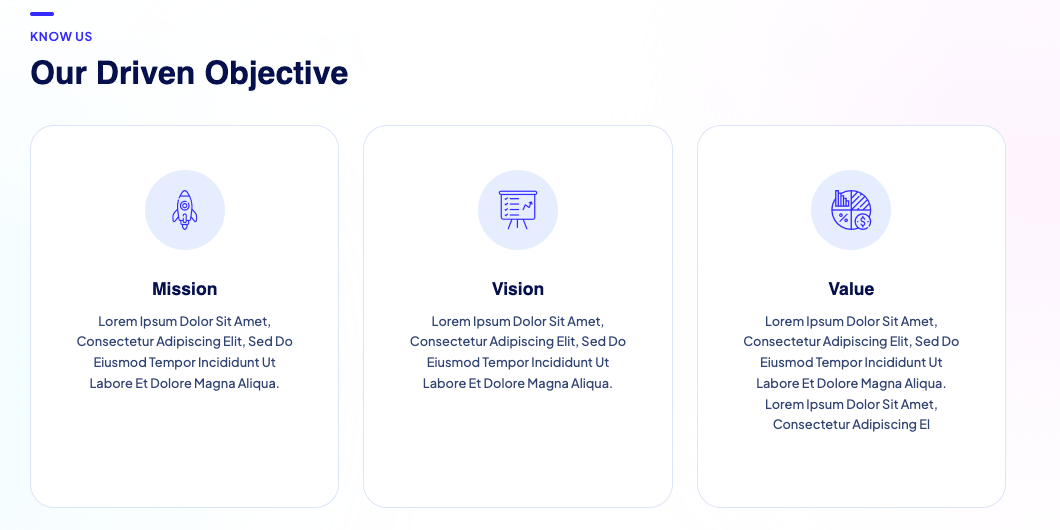 KNOW US
Our Driven Objective
Mission
Lorem Ipsum Dolor Sit Amet,
Consectetur Adipiscing Elit, Sed Do
Eiusmod Tempor Incididunt Ut
Labore Et Dolore Magna Aliqua.
Vision
Lorem Ipsum Dolor Sit Amet,
Consectetur Adipiscing Elit, Sed Do
Eiusmod Tempor Incididunt Ut
Labore Et Dolore Magna Aliqua.
Value
Lorem Ipsum Dolor Sit Amet,
Consectetur Adipiscing Elit, Sed Do
Eiusmod Tempor Incididunt Ut
Labore Et Dolore Magna Aliqua.
Lorem Ipsum Dolor Sit Amet,
Consectetur Adipiscing El